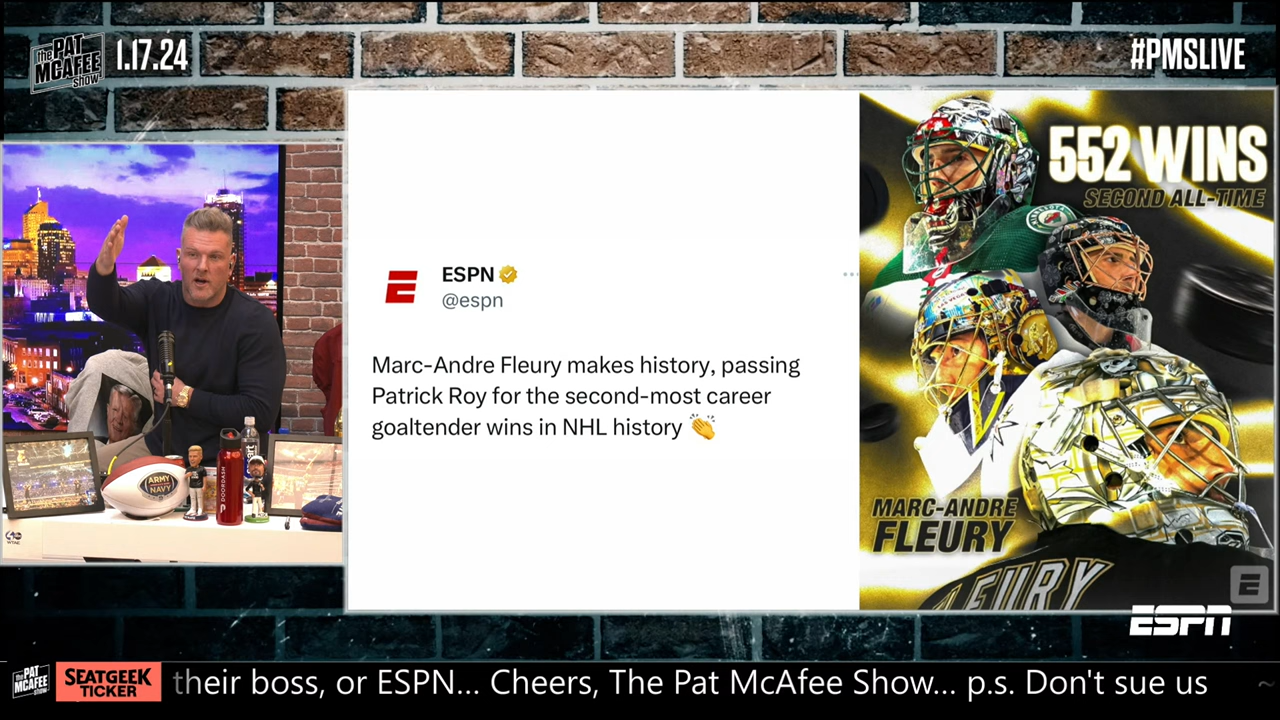 the
PAT
MCAFEE
show
1.17.24
#PMSLIVE
ESPN
@espn
Marc-Andre Fleury makes history, passing
Patrick Roy for the second-most career
goaltender wins in NHL history 👏
552 WINS
SECOND ALL-TIME
MARC-ANDRE
FLEURY
FLEURY
ARMY
NAVY
DOORDASH
ESPN
the
PAT
MCAFEE
show
SEATGEEK
TICKER
their boss, or ESPN... Cheers, The Pat McAfee Show... p.s. Don't sue us ~